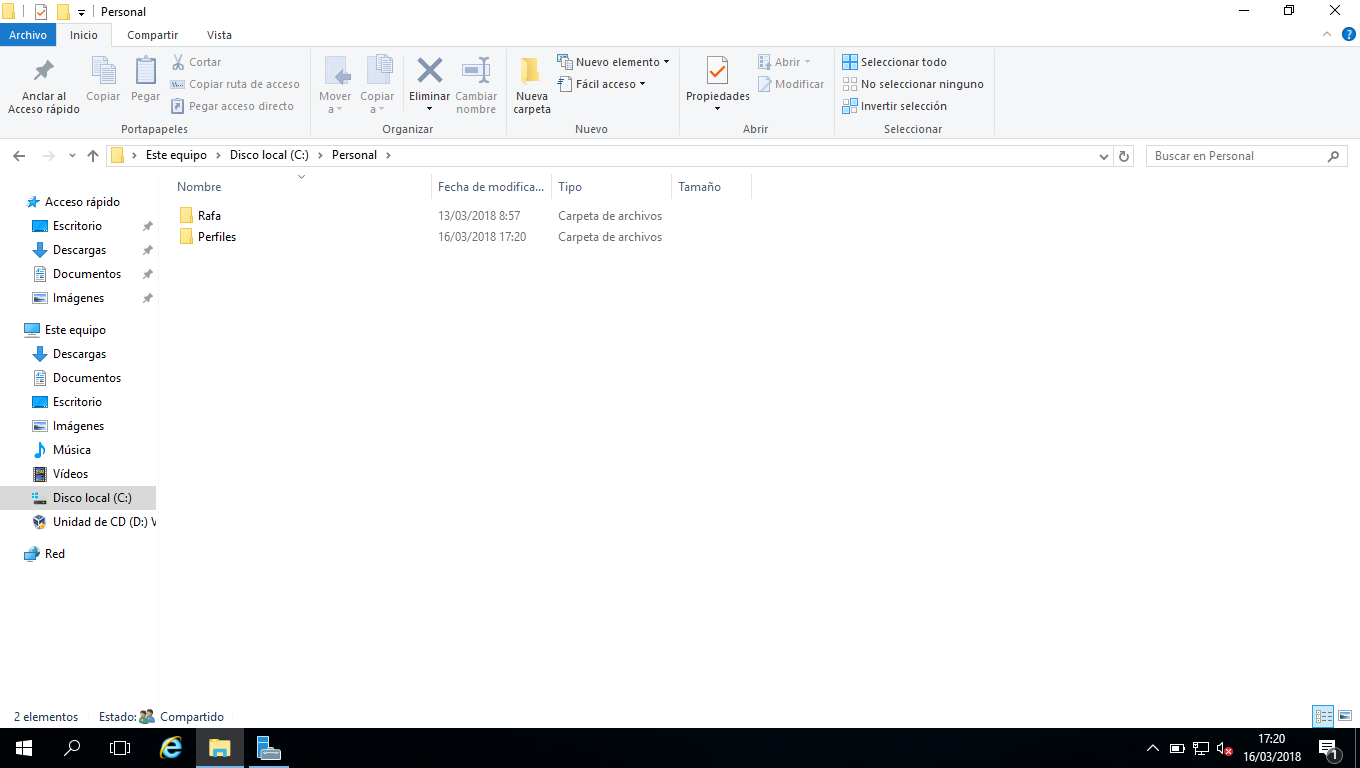 Personal
Archivo Inicio Compartir Vista
Anclar al Acceso rápido
Copiar
Pegar
Cortar
Copiar ruta de acceso
Pegar acceso directo
Portapapeles
Mover a
Copiar a
Eliminar
Cambiar nombre
Organizar
Nueva carpeta
Nuevo elemento
Fácil acceso
Nuevo
Propiedades
Abrir
Modificar
Abrir
Seleccionar todo
No seleccionar ninguno
Invertir selección
Seleccionar
Este equipo > Disco local (C:) > Personal >
Buscar en Personal
Acceso rápido
Escritorio
Descargas
Documentos
Imágenes
Este equipo
Descargas
Documentos
Escritorio
Imágenes
Música
Vídeos
Disco local (C:)
Unidad de CD (D:) V
Red
Nombre Fecha de modifica... Tipo Tamaño
Rafa 13/03/2018 8:57 Carpeta de archivos
Perfiles 16/03/2018 17:20 Carpeta de archivos
2 elementos Estado: Compartido
17:20
16/03/2018
1